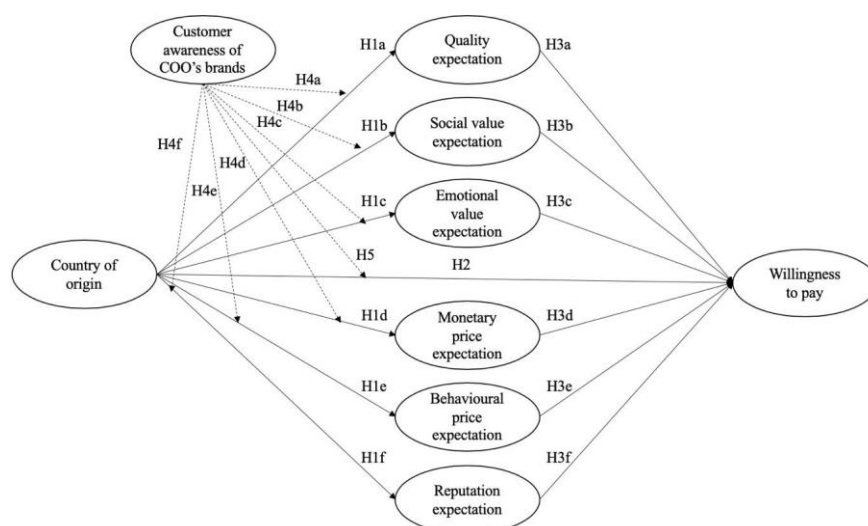 Customer
awareness of
COO's brands
H1a
Quality
expectation
H3a
H4a
H4b
H4c
H1b
Social value
expectation
H3b
H4f
H4d
H4e
H1c
Emotional
value
expectation
H3c
H5
H2
Country of
origin
Willingness
to pay
H1d
Monetary
price
expectation
H3d
H1e
Behavioural
price
expectation
H3e
H1f
Reputation
expectation
H3f